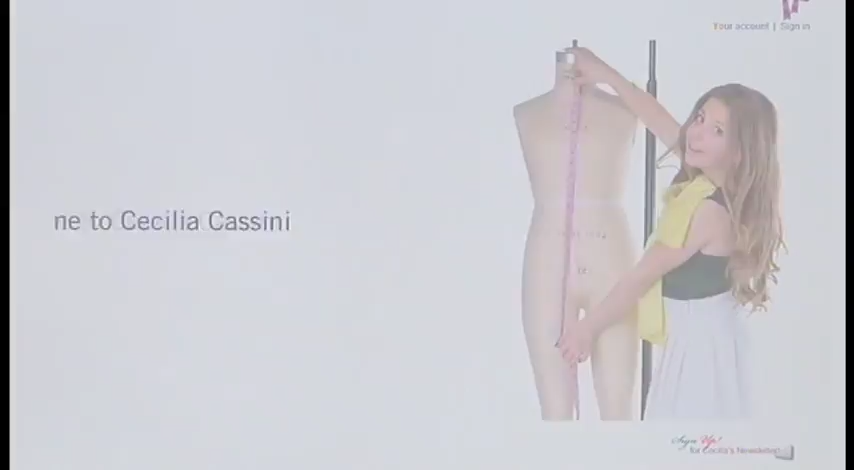 Your account | Sign in
ne to Cecilia Cassini
Sign Up!
for Cecilia's Newsletter!